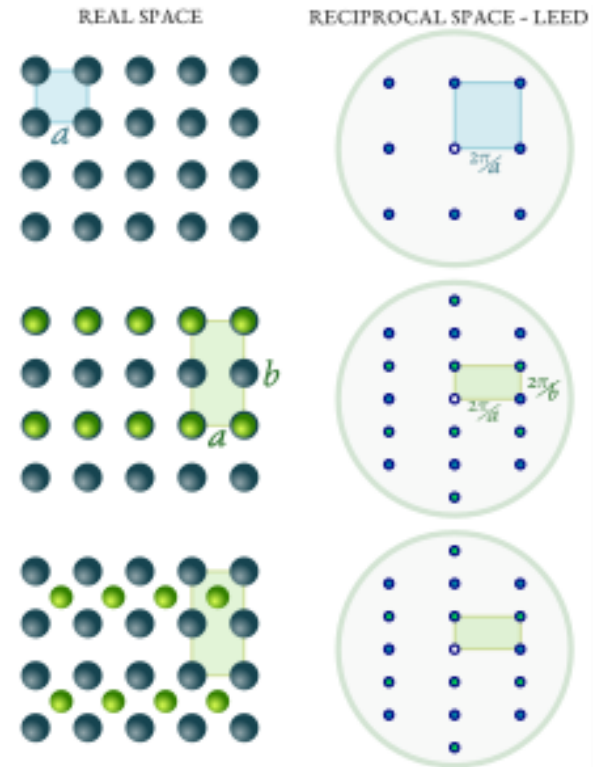 REAL SPACE
RECIPROCAL SPACE - LEED
a
2π/a
b
a
2π/b
2π/a